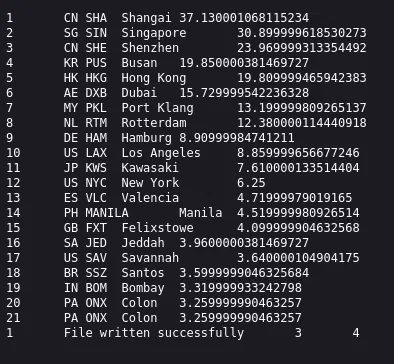 1 CN SHA Shangai 37.130001068115234
2 SG SIN Singapore 30.899999618530273
3 CN SHE Shenzhen 23.969999313354492
4 KR PUS Busan 19.850000381469727
5 HK HKG Hong Kong 19.809999465942383
6 AE DXB Dubai 15.729999542236328
7 MY PKL Port Klang 13.199999809265137
8 NL RTM Rotterdam 12.380000114440918
9 DE HAM Hamburg 8.90999984741211
10 US LAX Los Angeles 8.859999656677246
11 JP KWS Kawasaki 7.610000133514404
12 US NYC New York 6.25
13 ES VLC Valencia 4.71999979019165
14 PH MANILA Manila 4.519999980926514
15 GB FXT Felixstowe 4.099999904632568
16 SA JED Jeddah 3.9600000381469727
17 US SAV Savannah 3.640000104904175
18 BR SSZ Santos 3.5999999046325684
19 IN BOM Bombay 3.319999933242798
20 PA ONX Colon 3.259999990463257
21 PA ONX Colon 3.259999990463257
1 File written successfully 3 4